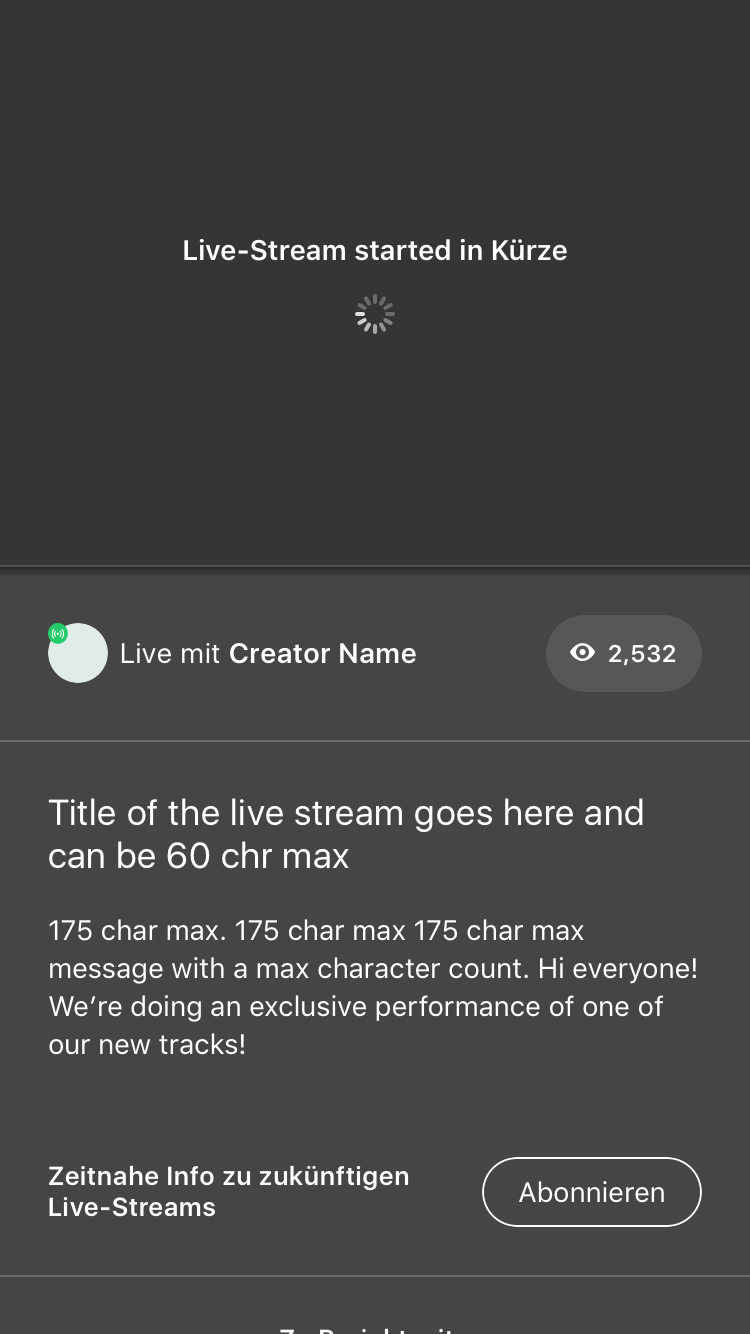 Live-Stream started in Kürze
Live mit Creator Name
2,532
Title of the live stream goes here and
can be 60 chr max
175 char max. 175 char max 175 char max
message with a max character count. Hi everyone!
We’re doing an exclusive performance of one of
our new tracks!
Zeitnahe Info zu zukünftigen
Live-Streams
Abonnieren